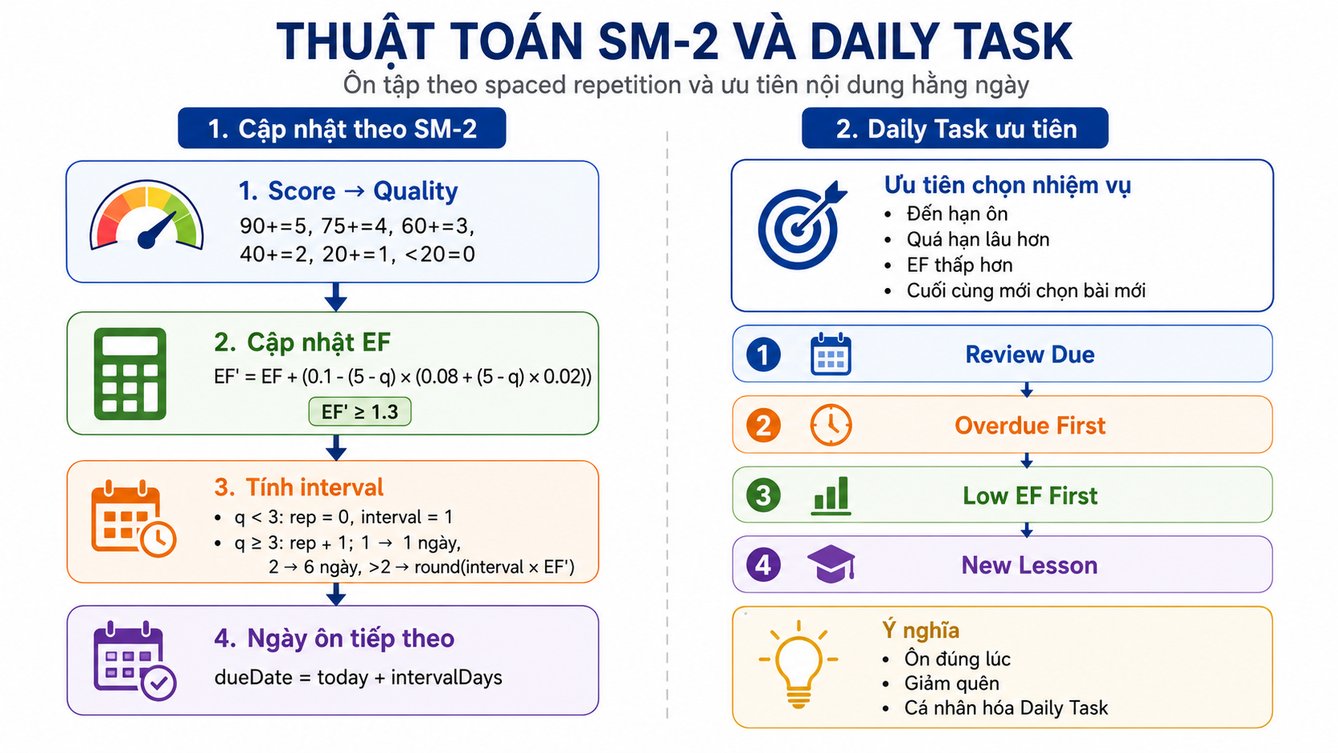 THUẬT TOÁN SM-2 VÀ DAILY TASK
Ôn tập theo spaced repetition và ưu tiên nội dung hằng ngày
1. Cập nhật theo SM-2
1. Score → Quality
90+=5, 75+=4, 60+=3,
40+=2, 20+=1, <20=0
2. Cập nhật EF
EF' = EF + (0.1 - (5 - q) × (0.08 + (5 - q) × 0.02))
EF' ≥ 1.3
3. Tính interval
• q < 3: rep = 0, interval = 1
• q ≥ 3: rep + 1; 1 → 1 ngày,
2 → 6 ngày, >2 → round(interval × EF')
4. Ngày ôn tiếp theo
dueDate = today + intervalDays
2. Daily Task ưu tiên
Ưu tiên chọn nhiệm vụ
• Đến hạn ôn
• Quá hạn lâu hơn
• EF thấp hơn
• Cuối cùng mới chọn bài mới
1 Review Due
2 Overdue First
3 Low EF First
4 New Lesson
Ý nghĩa
• Ôn đúng lúc
• Giảm quên
• Cá nhân hóa Daily Task